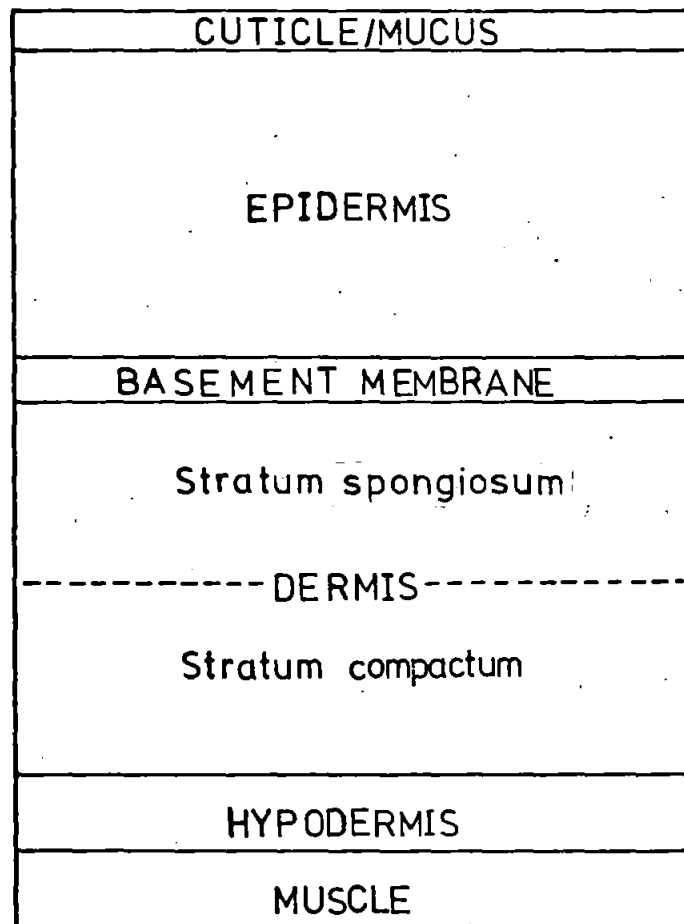 CUTICLE/MUCUS
EPIDERMIS
BASEMENT MEMBRANE
Stratum spongiosum
DERMIS
Stratum compactum
HYPODERMIS
MUSCLE